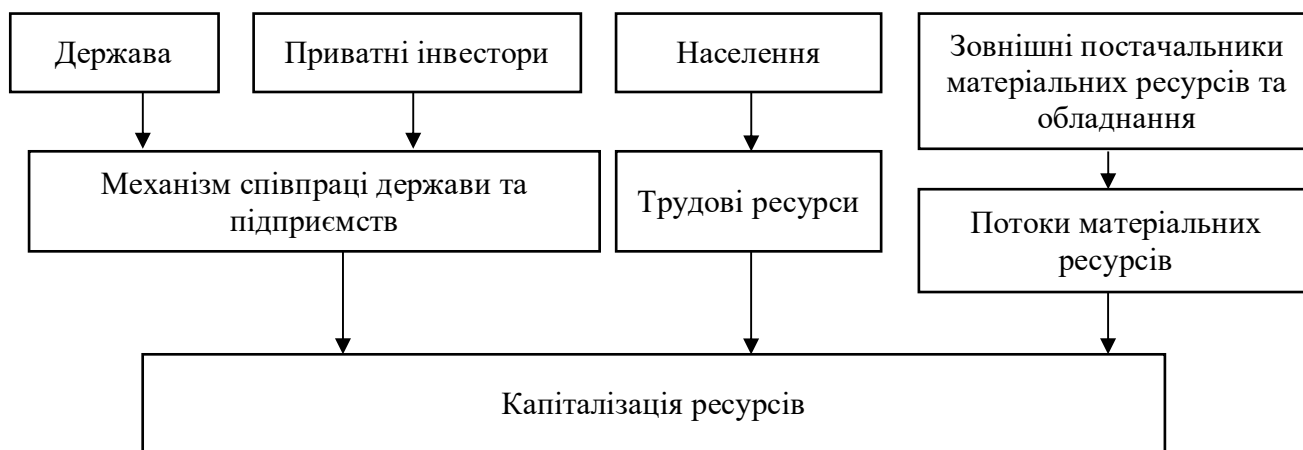 Держава
Приватні інвестори
Населення
Зовнішні постачальники
матеріальних ресурсів та
обладнання
Механізм співпраці держави та
підприємств
Трудові ресурси
Потоки матеріальних
ресурсів
Капіталізація ресурсів